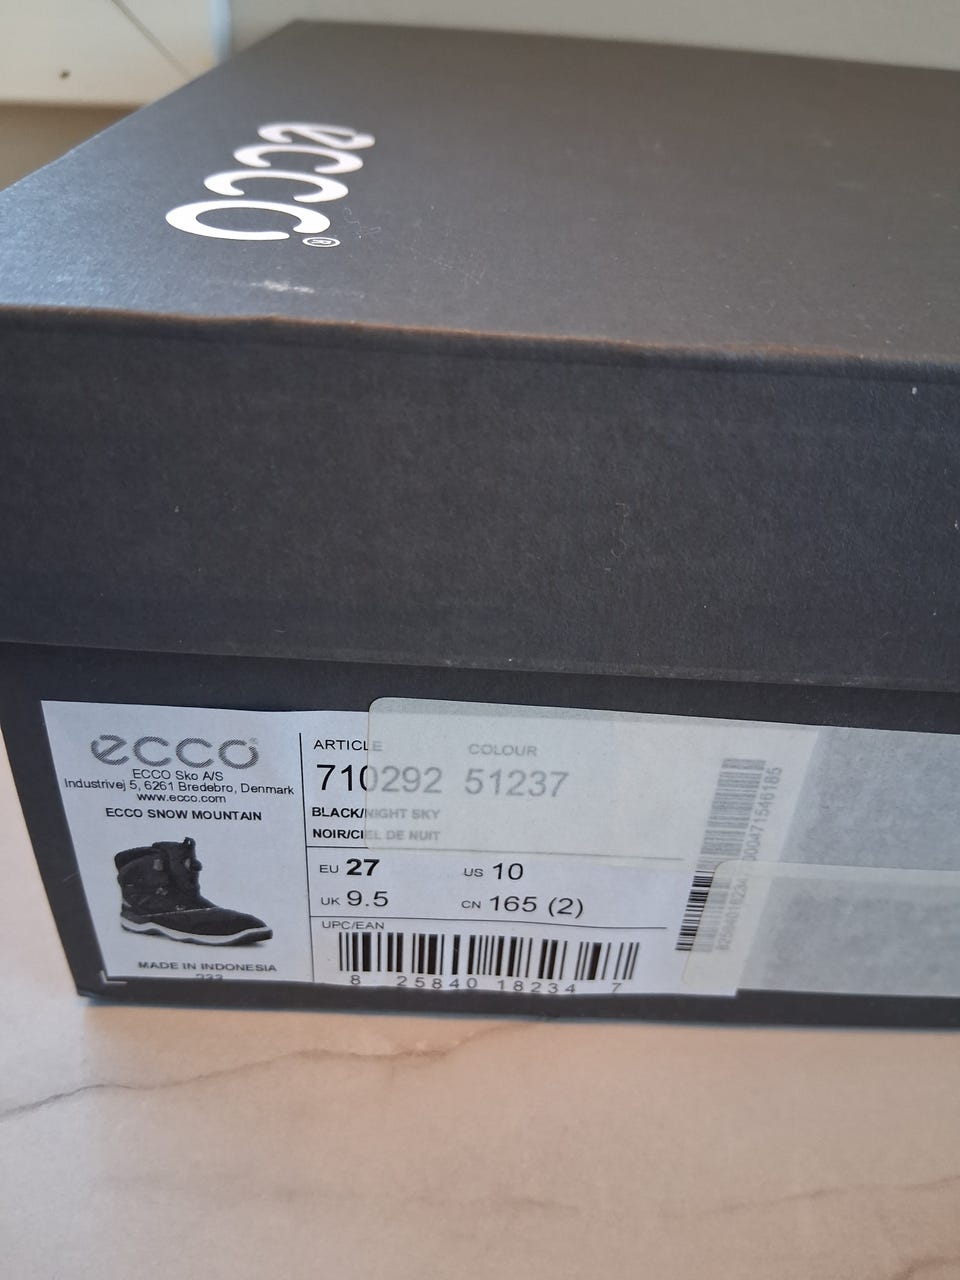 ecco®
ecco®
ECCO Sko A/S
Industrivej 5, 6261 Bredebro, Denmark
www.ecco.com
ECCO SNOW MOUNTAIN
MADE IN INDONESIA
ARTICLE COLOUR
710292 51237
BLACK/NIGHT SKY
NOIR/CIEL DE NUIT
EU 27 US 10
UK 9.5 CN 165 (2)
UPC/EAN
8 25840 18234 7